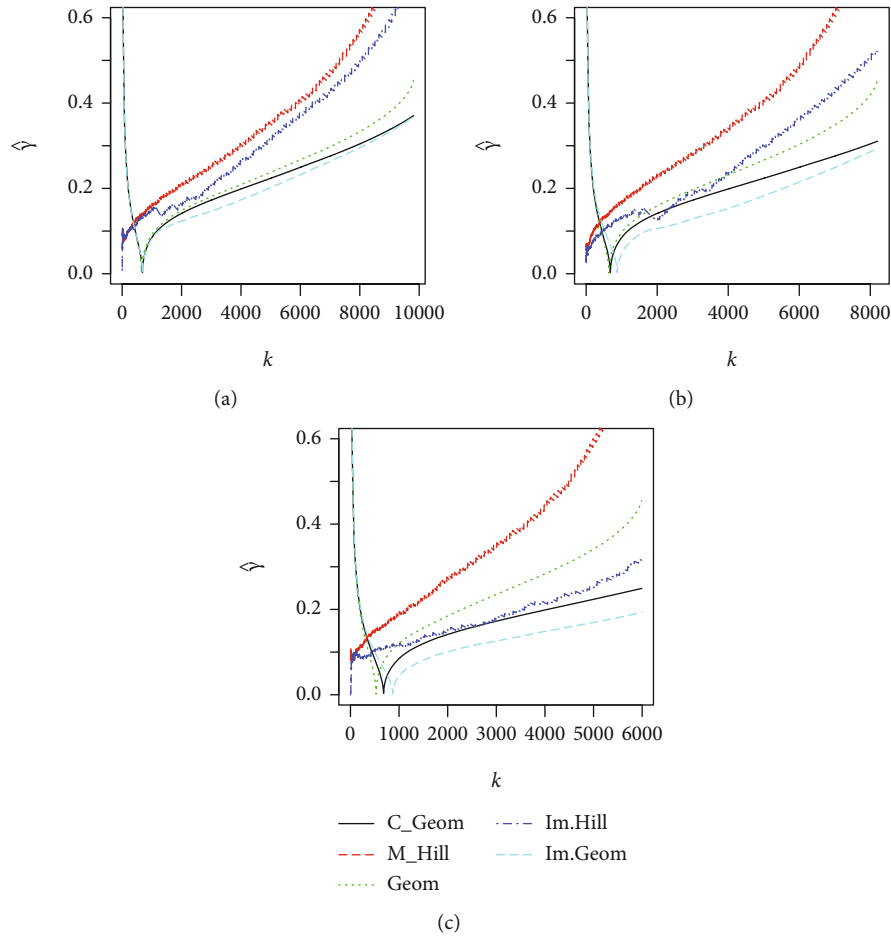 0.6
0.4
0.2
0.0
γ̂
0 2000 4000 6000 8000 10000
k
(a)
0.6
0.4
0.2
0.0
γ̂
0 2000 4000 6000 8000
k
(b)
0.6
0.4
0.2
0.0
γ̂
0 1000 2000 3000 4000 5000 6000
k
C_Geom Im.Hill
M_Hill Im.Geom
Geom
(c)